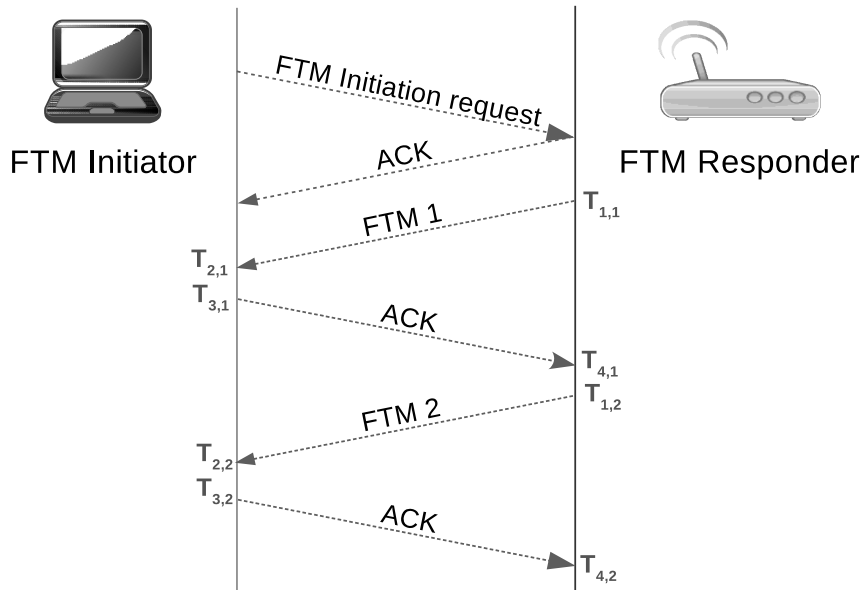 FTM Initiation request
FTM Initiator
ACK
FTM Responder
T1,1
FTM 1
T2,1
T3,1
ACK
T4,1
T1,2
FTM 2
T2,2
T3,2
ACK
T4,2